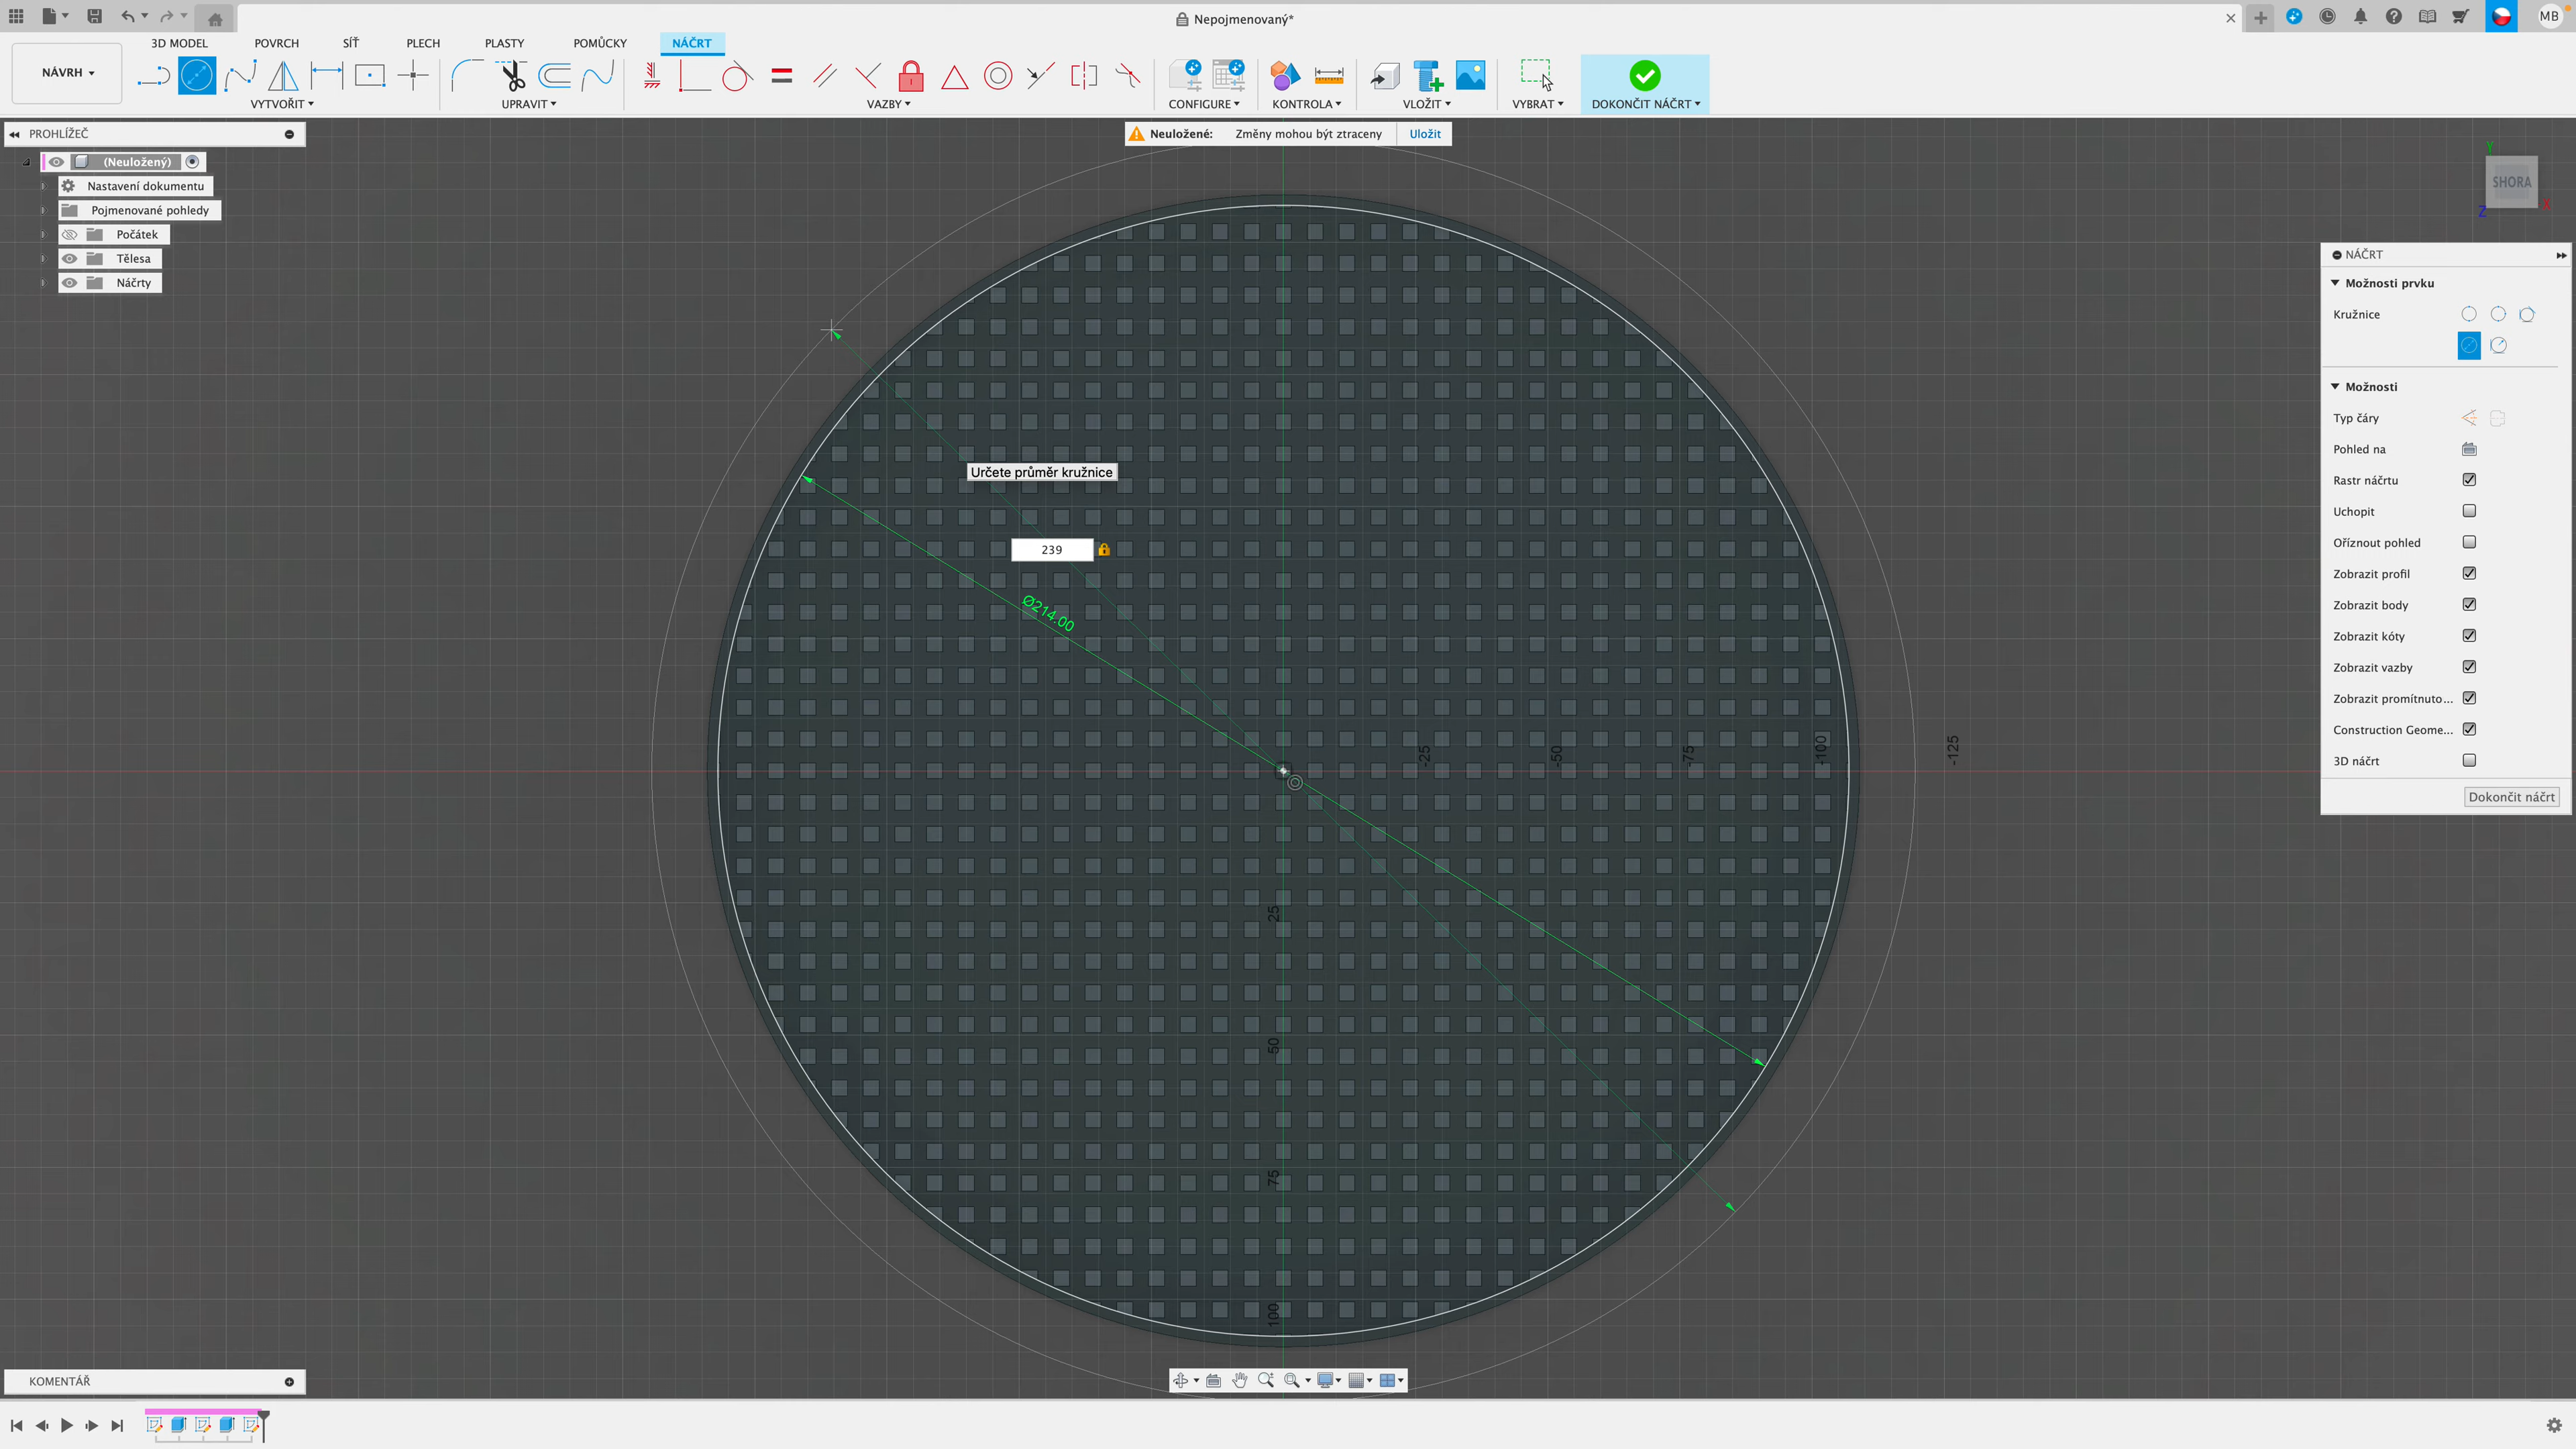 Nepojmenovaný*
MB
3D MODEL POVRCH SÍŤ PLECH PLASTY POMŮCKY NÁČRT
NÁVRH
VYTVOŘIT UPRAVIT VAZBY CONFIGURE KONTROLA VLOŽIT VYBRAT DOKONČIT NÁČRT
PROHLÍŽEČ
Neuložené: Změny mohou být ztraceny Uložit
(Neuložený)
Nastavení dokumentu
Pojmenované pohledy
Počátek
Tělesa
Náčrty
Y
SHORA
Z
X
NÁČRT
Možnosti prvku
Kružnice
Možnosti
Typ čáry
Pohled na
Rastr náčrtu
Uchopit
Oříznout pohled
Zobrazit profil
Zobrazit body
Zobrazit kóty
Zobrazit vazby
Zobrazit promítnuto...
Construction Geome...
3D náčrt
Dokončit náčrt
Určete průměr kružnice
239
Ø214.00
-25
-50
-75
-100
-125
25
50
75
100
KOMENTÁŘ